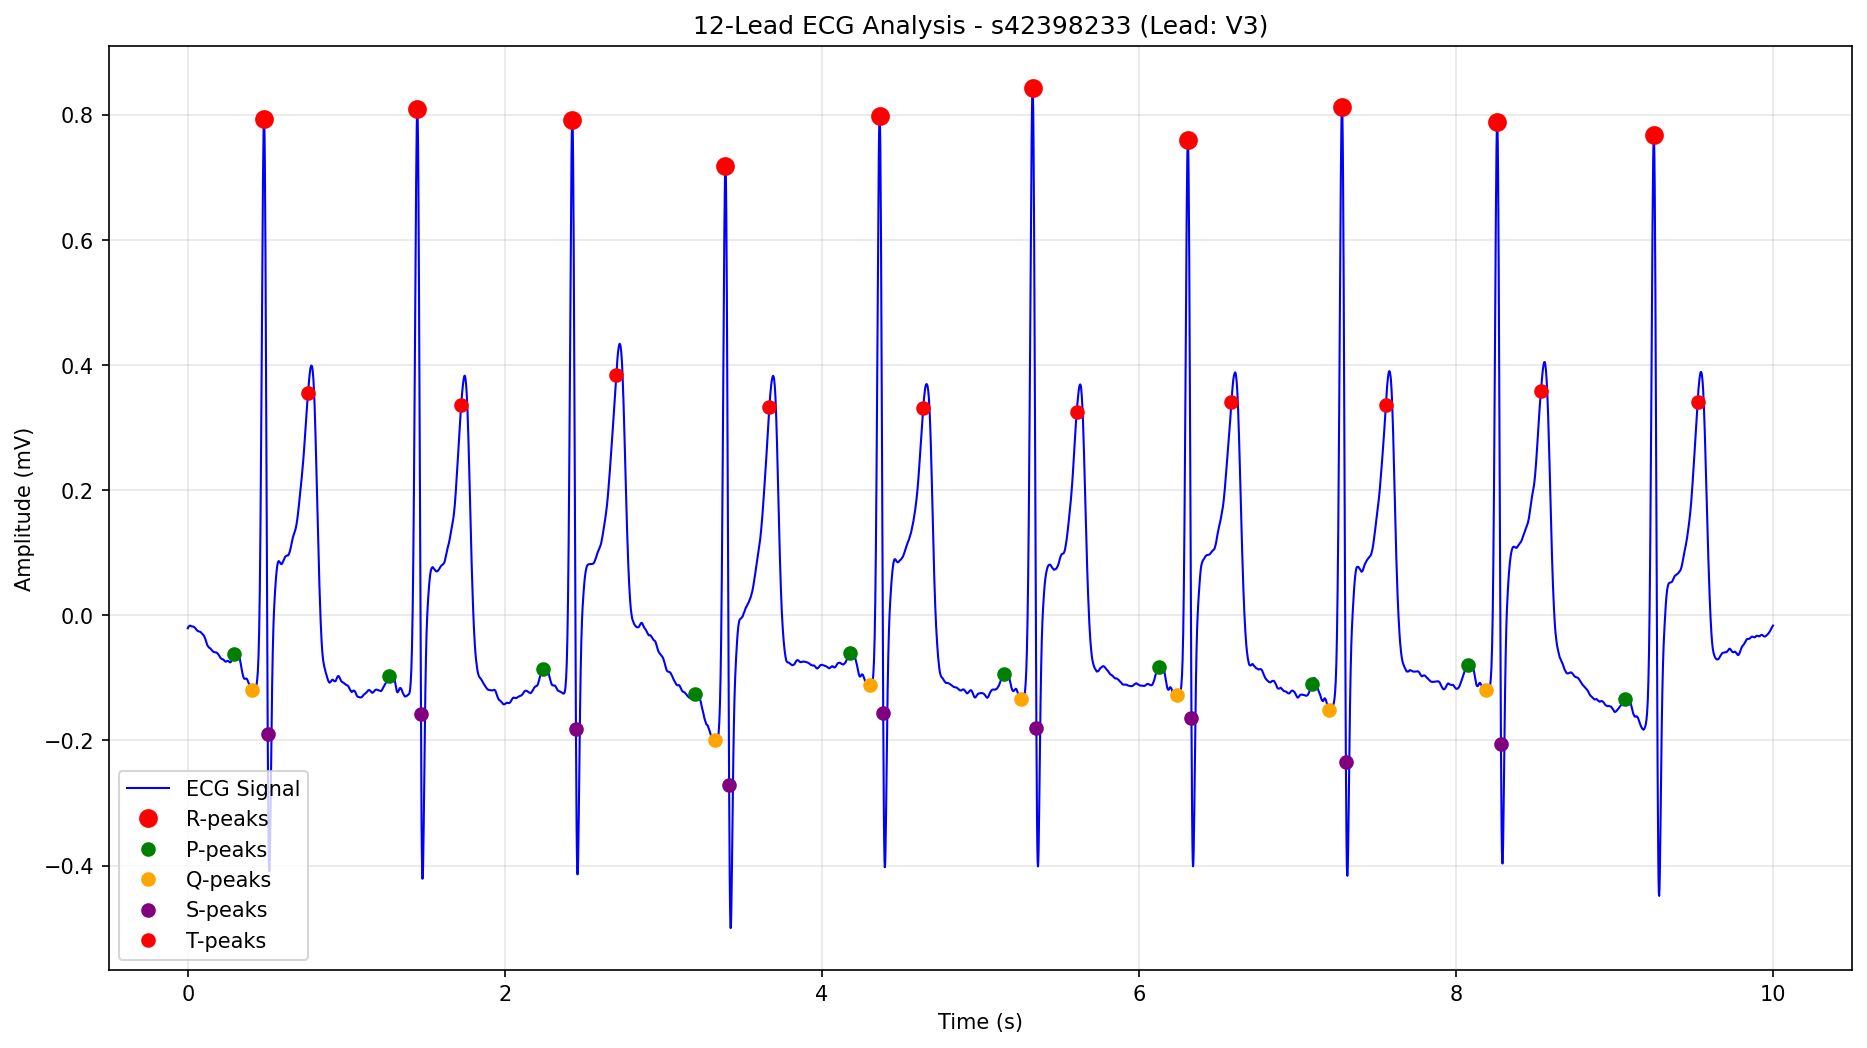 12-Lead ECG Analysis - s42398233 (Lead: V3)
Amplitude (mV)
0.8
0.6
0.4
0.2
0.0
−0.2
−0.4
ECG Signal
R-peaks
P-peaks
Q-peaks
S-peaks
T-peaks
0 2 4 6 8 10
Time (s)